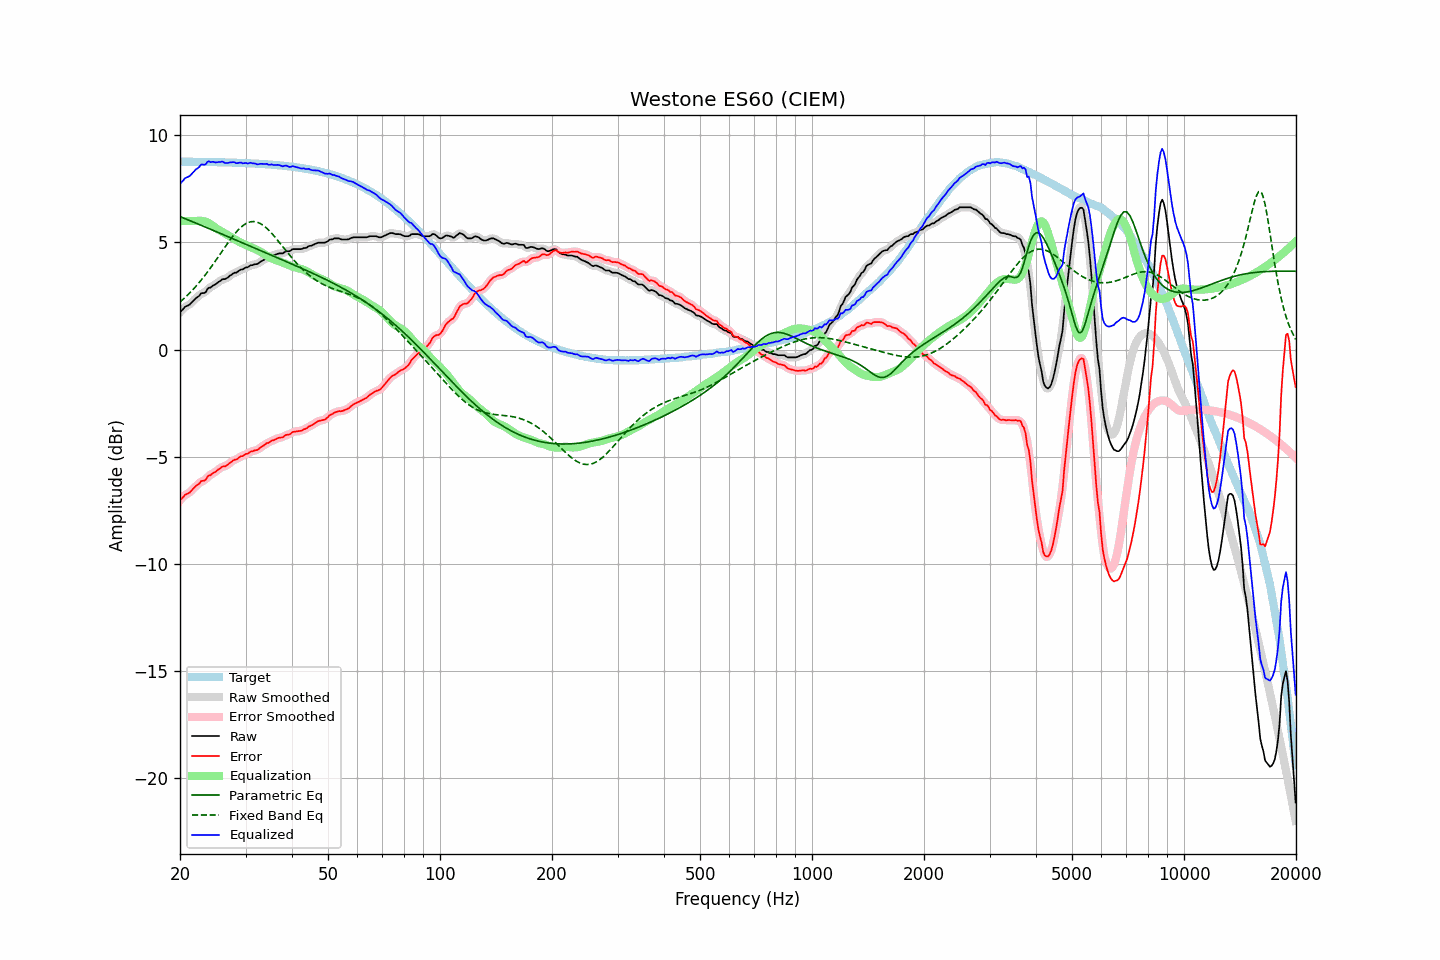 Westone ES60 (CIEM)
Amplitude (dBr)
10
5
0
−5
−10
−15
−20
Target
Raw Smoothed
Error Smoothed
Raw
Error
Equalization
Parametric Eq
Fixed Band Eq
Equalized
20 50 100 200 500 1000 2000 5000 10000 20000
Frequency (Hz)